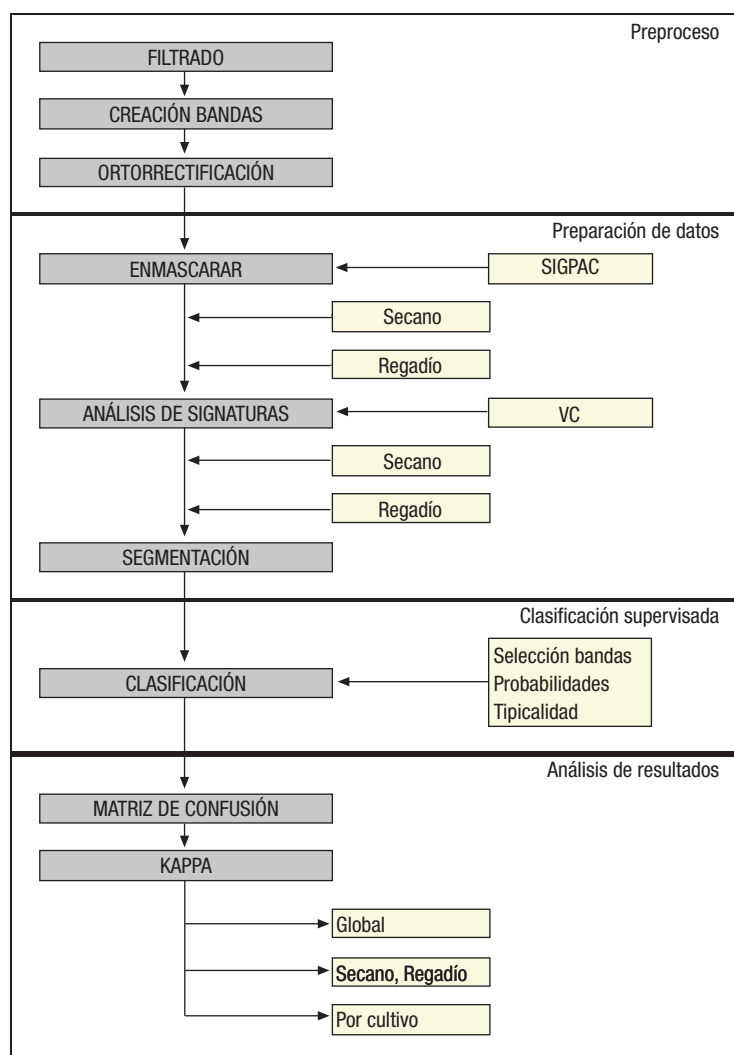 Preproceso
FILTRADO
CREACIÓN BANDAS
ORTORRECTIFICACIÓN
Preparación de datos
ENMASCARAR
SIGPAC
Secano
Regadío
ANÁLISIS DE SIGNATURAS
VC
Secano
Regadío
SEGMENTACIÓN
Clasificación supervisada
Selección bandas
Probabilidades
Tipicalidad
CLASIFICACIÓN
Análisis de resultados
MATRIZ DE CONFUSIÓN
KAPPA
Global
Secano, Regadío
Por cultivo